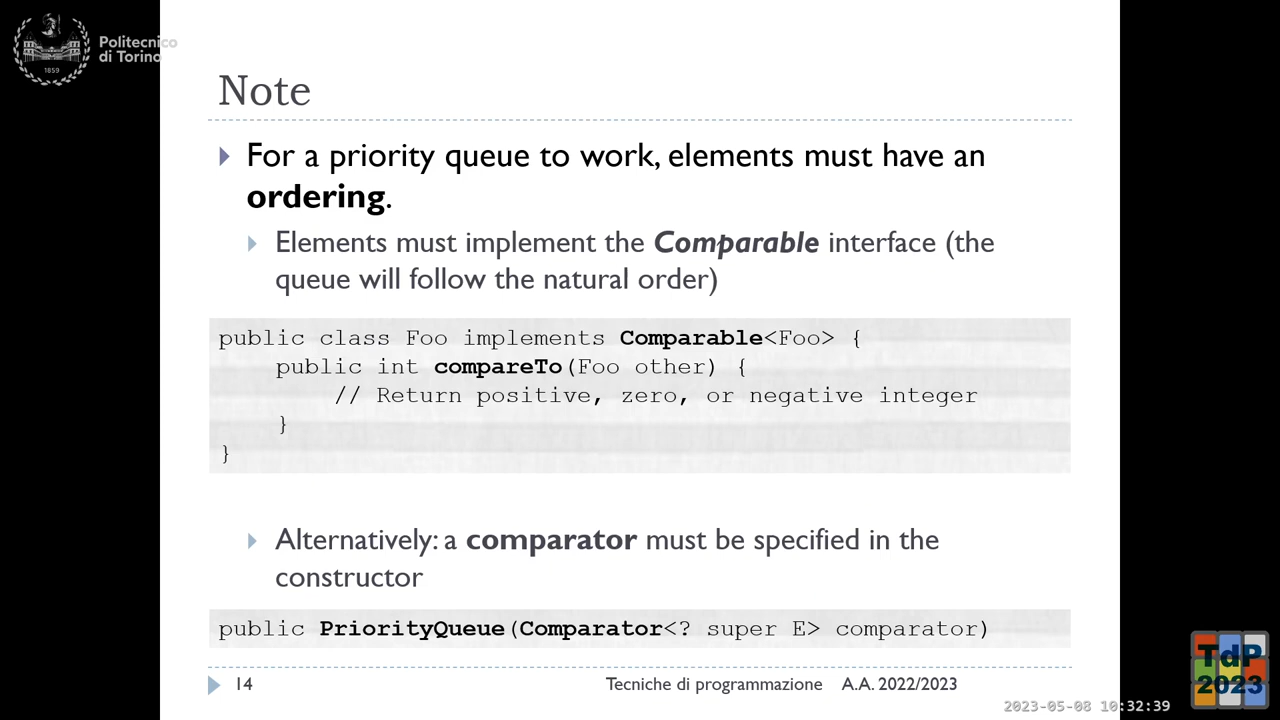 Politecnico
di Torino
1859
Note
For a priority queue to work, elements must have an
ordering.
Elements must implement the Comparable interface (the
queue will follow the natural order)
public class Foo implements Comparable<Foo> {
    public int compareTo(Foo other) {
        // Return positive, zero, or negative integer
    }
}
Alternatively: a comparator must be specified in the
constructor
public PriorityQueue(Comparator<? super E> comparator)
14
Tecniche di programmazione A.A. 2022/2023
TdP
2023
2023-05-08 10:32:39